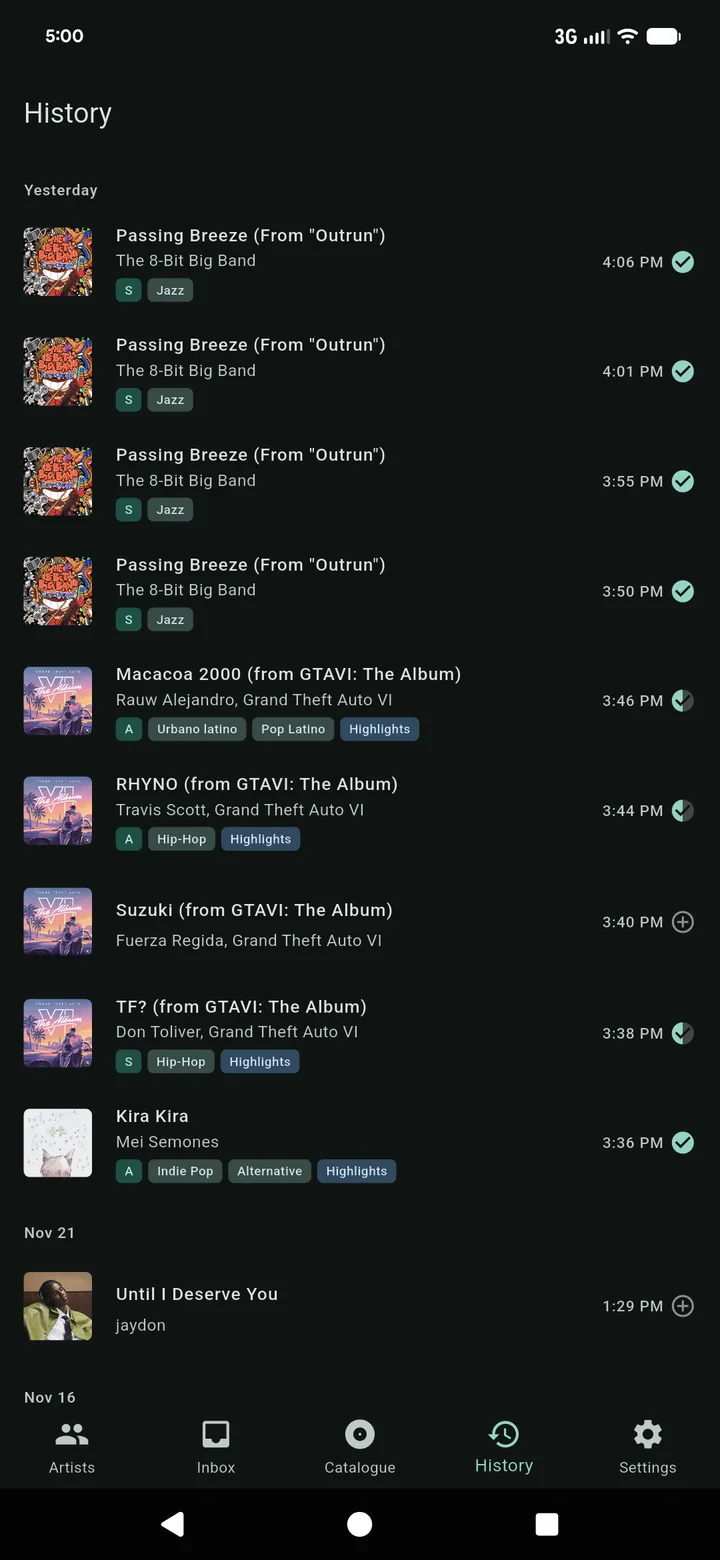 5:00
3G
History
Yesterday
Passing Breeze (From "Outrun")
The 8-Bit Big Band
4:06 PM
S Jazz
Passing Breeze (From "Outrun")
The 8-Bit Big Band
4:01 PM
S Jazz
Passing Breeze (From "Outrun")
The 8-Bit Big Band
3:55 PM
S Jazz
Passing Breeze (From "Outrun")
The 8-Bit Big Band
3:50 PM
S Jazz
Macacoa 2000 (from GTAVI: The Album)
Rauw Alejandro, Grand Theft Auto VI
3:46 PM
A Urbano latino Pop Latino Highlights
RHYNO (from GTAVI: The Album)
Travis Scott, Grand Theft Auto VI
3:44 PM
A Hip-Hop Highlights
Suzuki (from GTAVI: The Album)
3:40 PM
Fuerza Regida, Grand Theft Auto VI
TF? (from GTAVI: The Album)
Don Toliver, Grand Theft Auto VI
3:38 PM
S Hip-Hop Highlights
Kira Kira
Mei Semones
3:36 PM
A Indie Pop Alternative Highlights
Nov 21
Until I Deserve You
1:29 PM
jaydon
Nov 16
Artists Inbox Catalogue History Settings